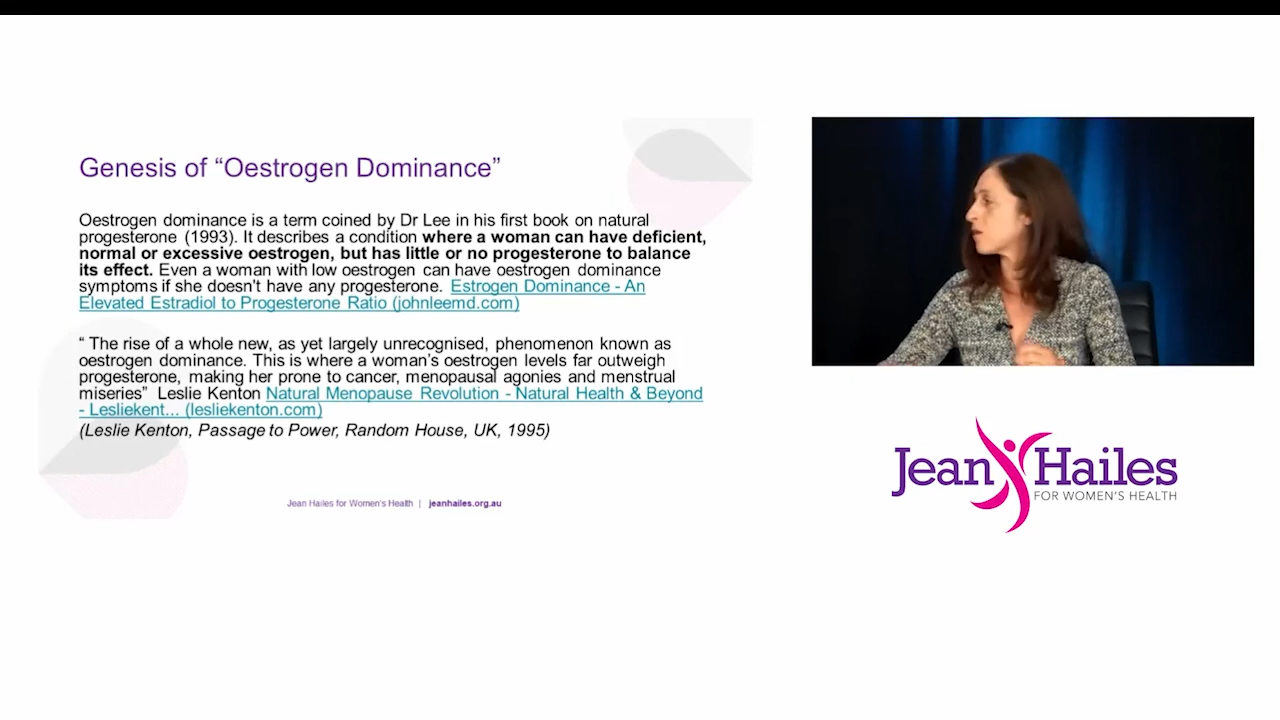 Genesis of “Oestrogen Dominance”
Oestrogen dominance is a term coined by Dr Lee in his first book on natural
progesterone (1993). It describes a condition where a woman can have deficient,
normal or excessive oestrogen, but has little or no progesterone to balance
its effect. Even a woman with low oestrogen can have oestrogen dominance
symptoms if she doesn't have any progesterone. Estrogen Dominance - An
Elevated Estradiol to Progesterone Ratio (johnleemd.com)
“ The rise of a whole new, as yet largely unrecognised, phenomenon known as
oestrogen dominance. This is where a woman’s oestrogen levels far outweigh
progesterone, making her prone to cancer, menopausal agonies and menstrual
miseries” Leslie Kenton Natural Menopause Revolution - Natural Health & Beyond
- Lesliekent... (lesliekenton.com)
(Leslie Kenton, Passage to Power, Random House, UK, 1995)
Jean Hailes for Women's Health | jeanhailes.org.au
Jean Hailes
FOR WOMEN'S HEALTH